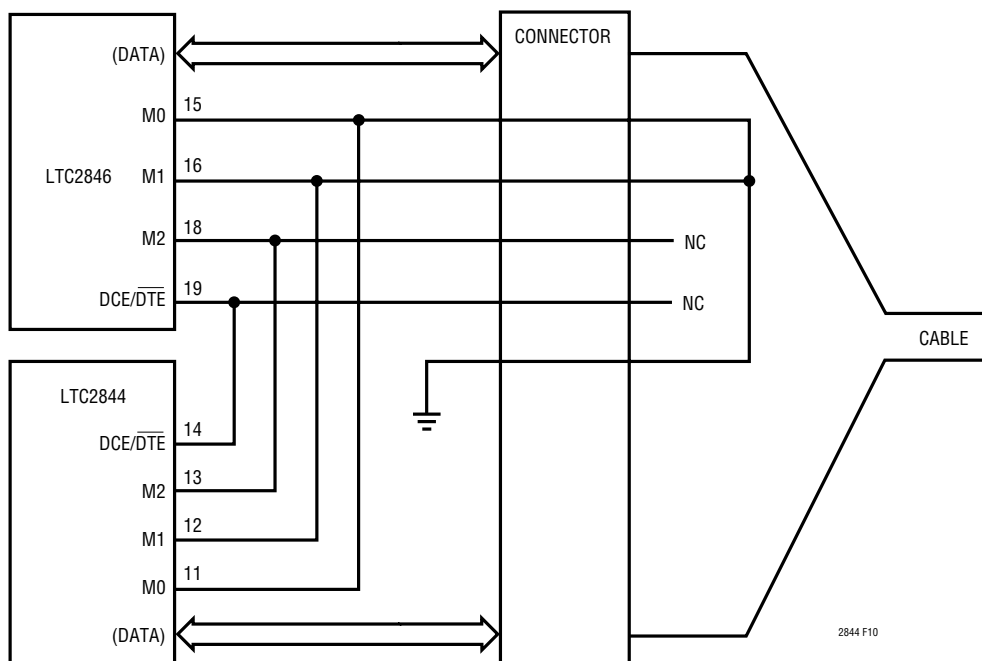 CONNECTOR
(DATA)
15
M0
16
LTC2846
M1
18
M2
NC
19
DCE/DTE
NC
CABLE
LTC2844
14
DCE/DTE
13
M2
12
M1
11
M0
(DATA)
2844 F10